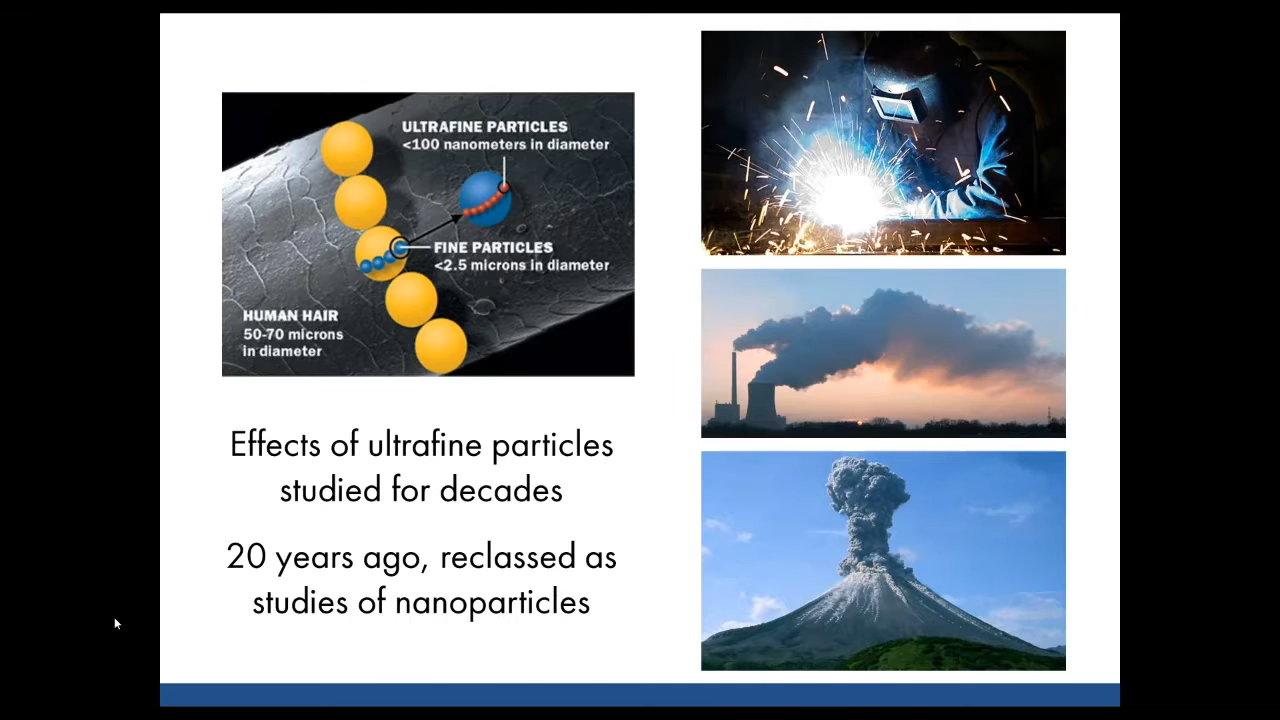 ULTRAFINE PARTICLES
<100 nanometers in diameter
FINE PARTICLES
<2.5 microns in diameter
HUMAN HAIR
50-70 microns
in diameter
Effects of ultrafine particles
studied for decades
20 years ago, reclassed as
studies of nanoparticles